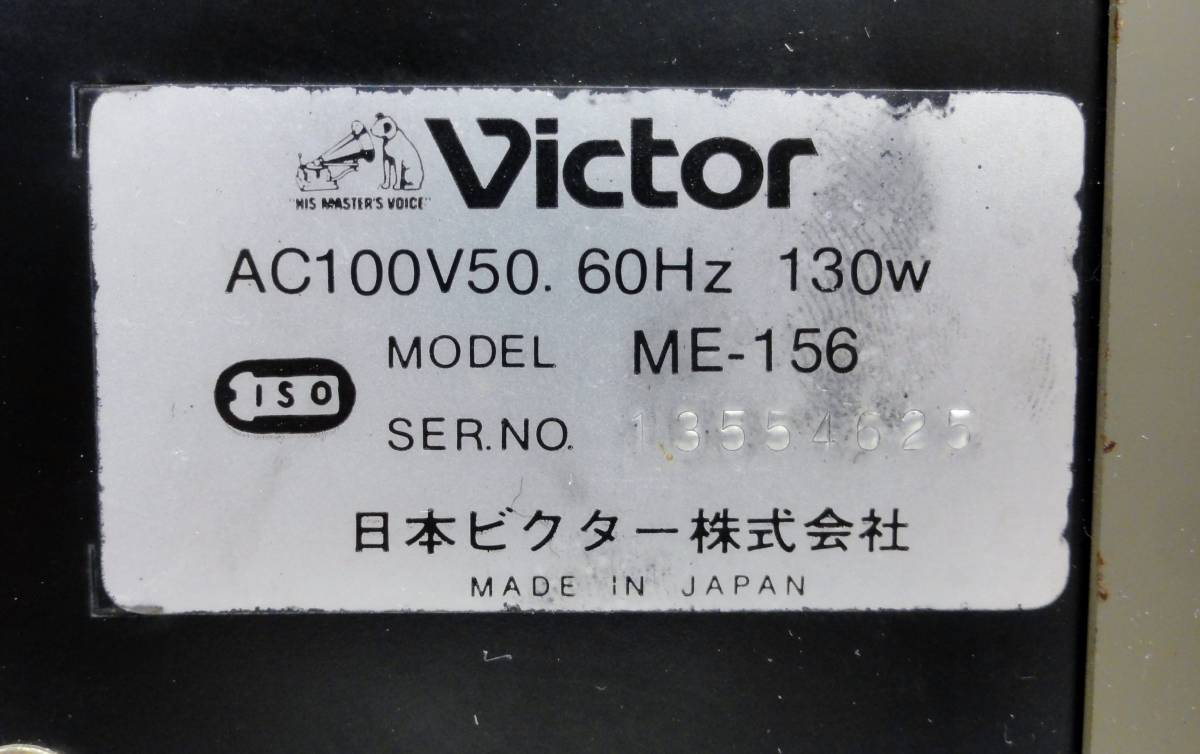 "HIS MASTER'S VOICE" Victor
AC100V50. 60Hz 130w
MODEL ME-156
ISO
SER.NO. 13554625
日本ビクター株式会社
MADE IN JAPAN